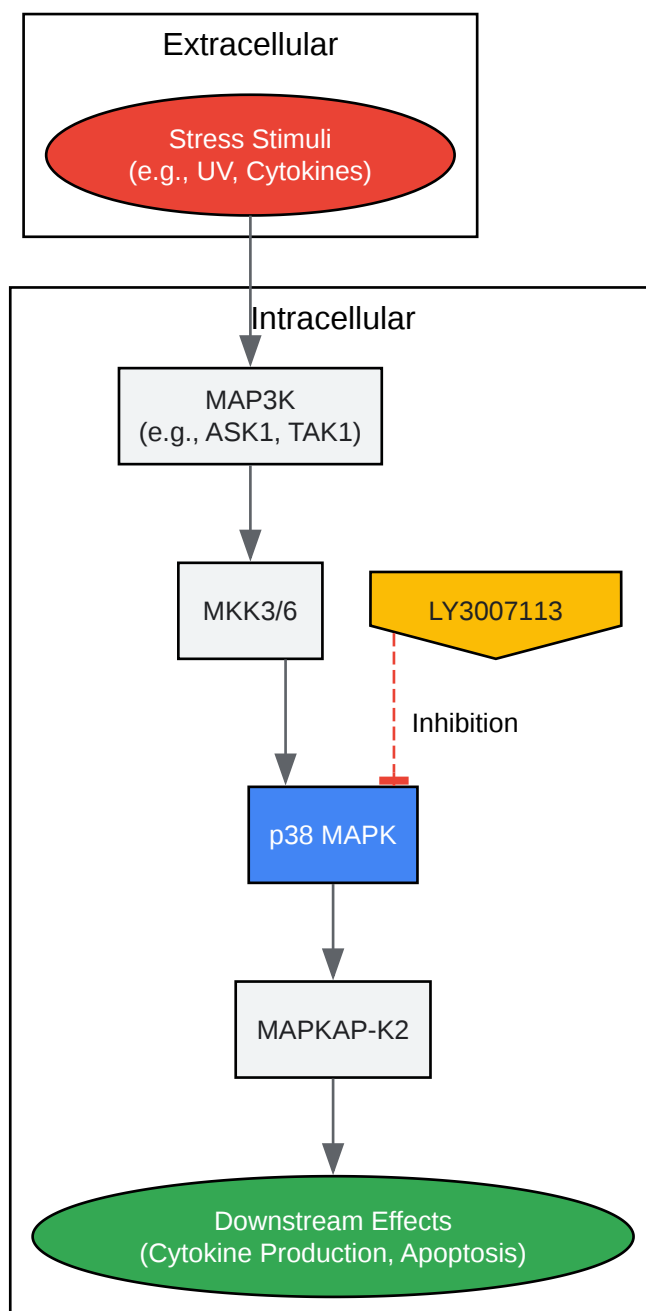 Extracellular
Stress Stimuli
(e.g., UV, Cytokines)
Intracellular
MAP3K
(e.g., ASK1, TAK1)
MKK3/6
LY3007113
Inhibition
p38 MAPK
MAPKAP-K2
Downstream Effects
(Cytokine Production, Apoptosis)